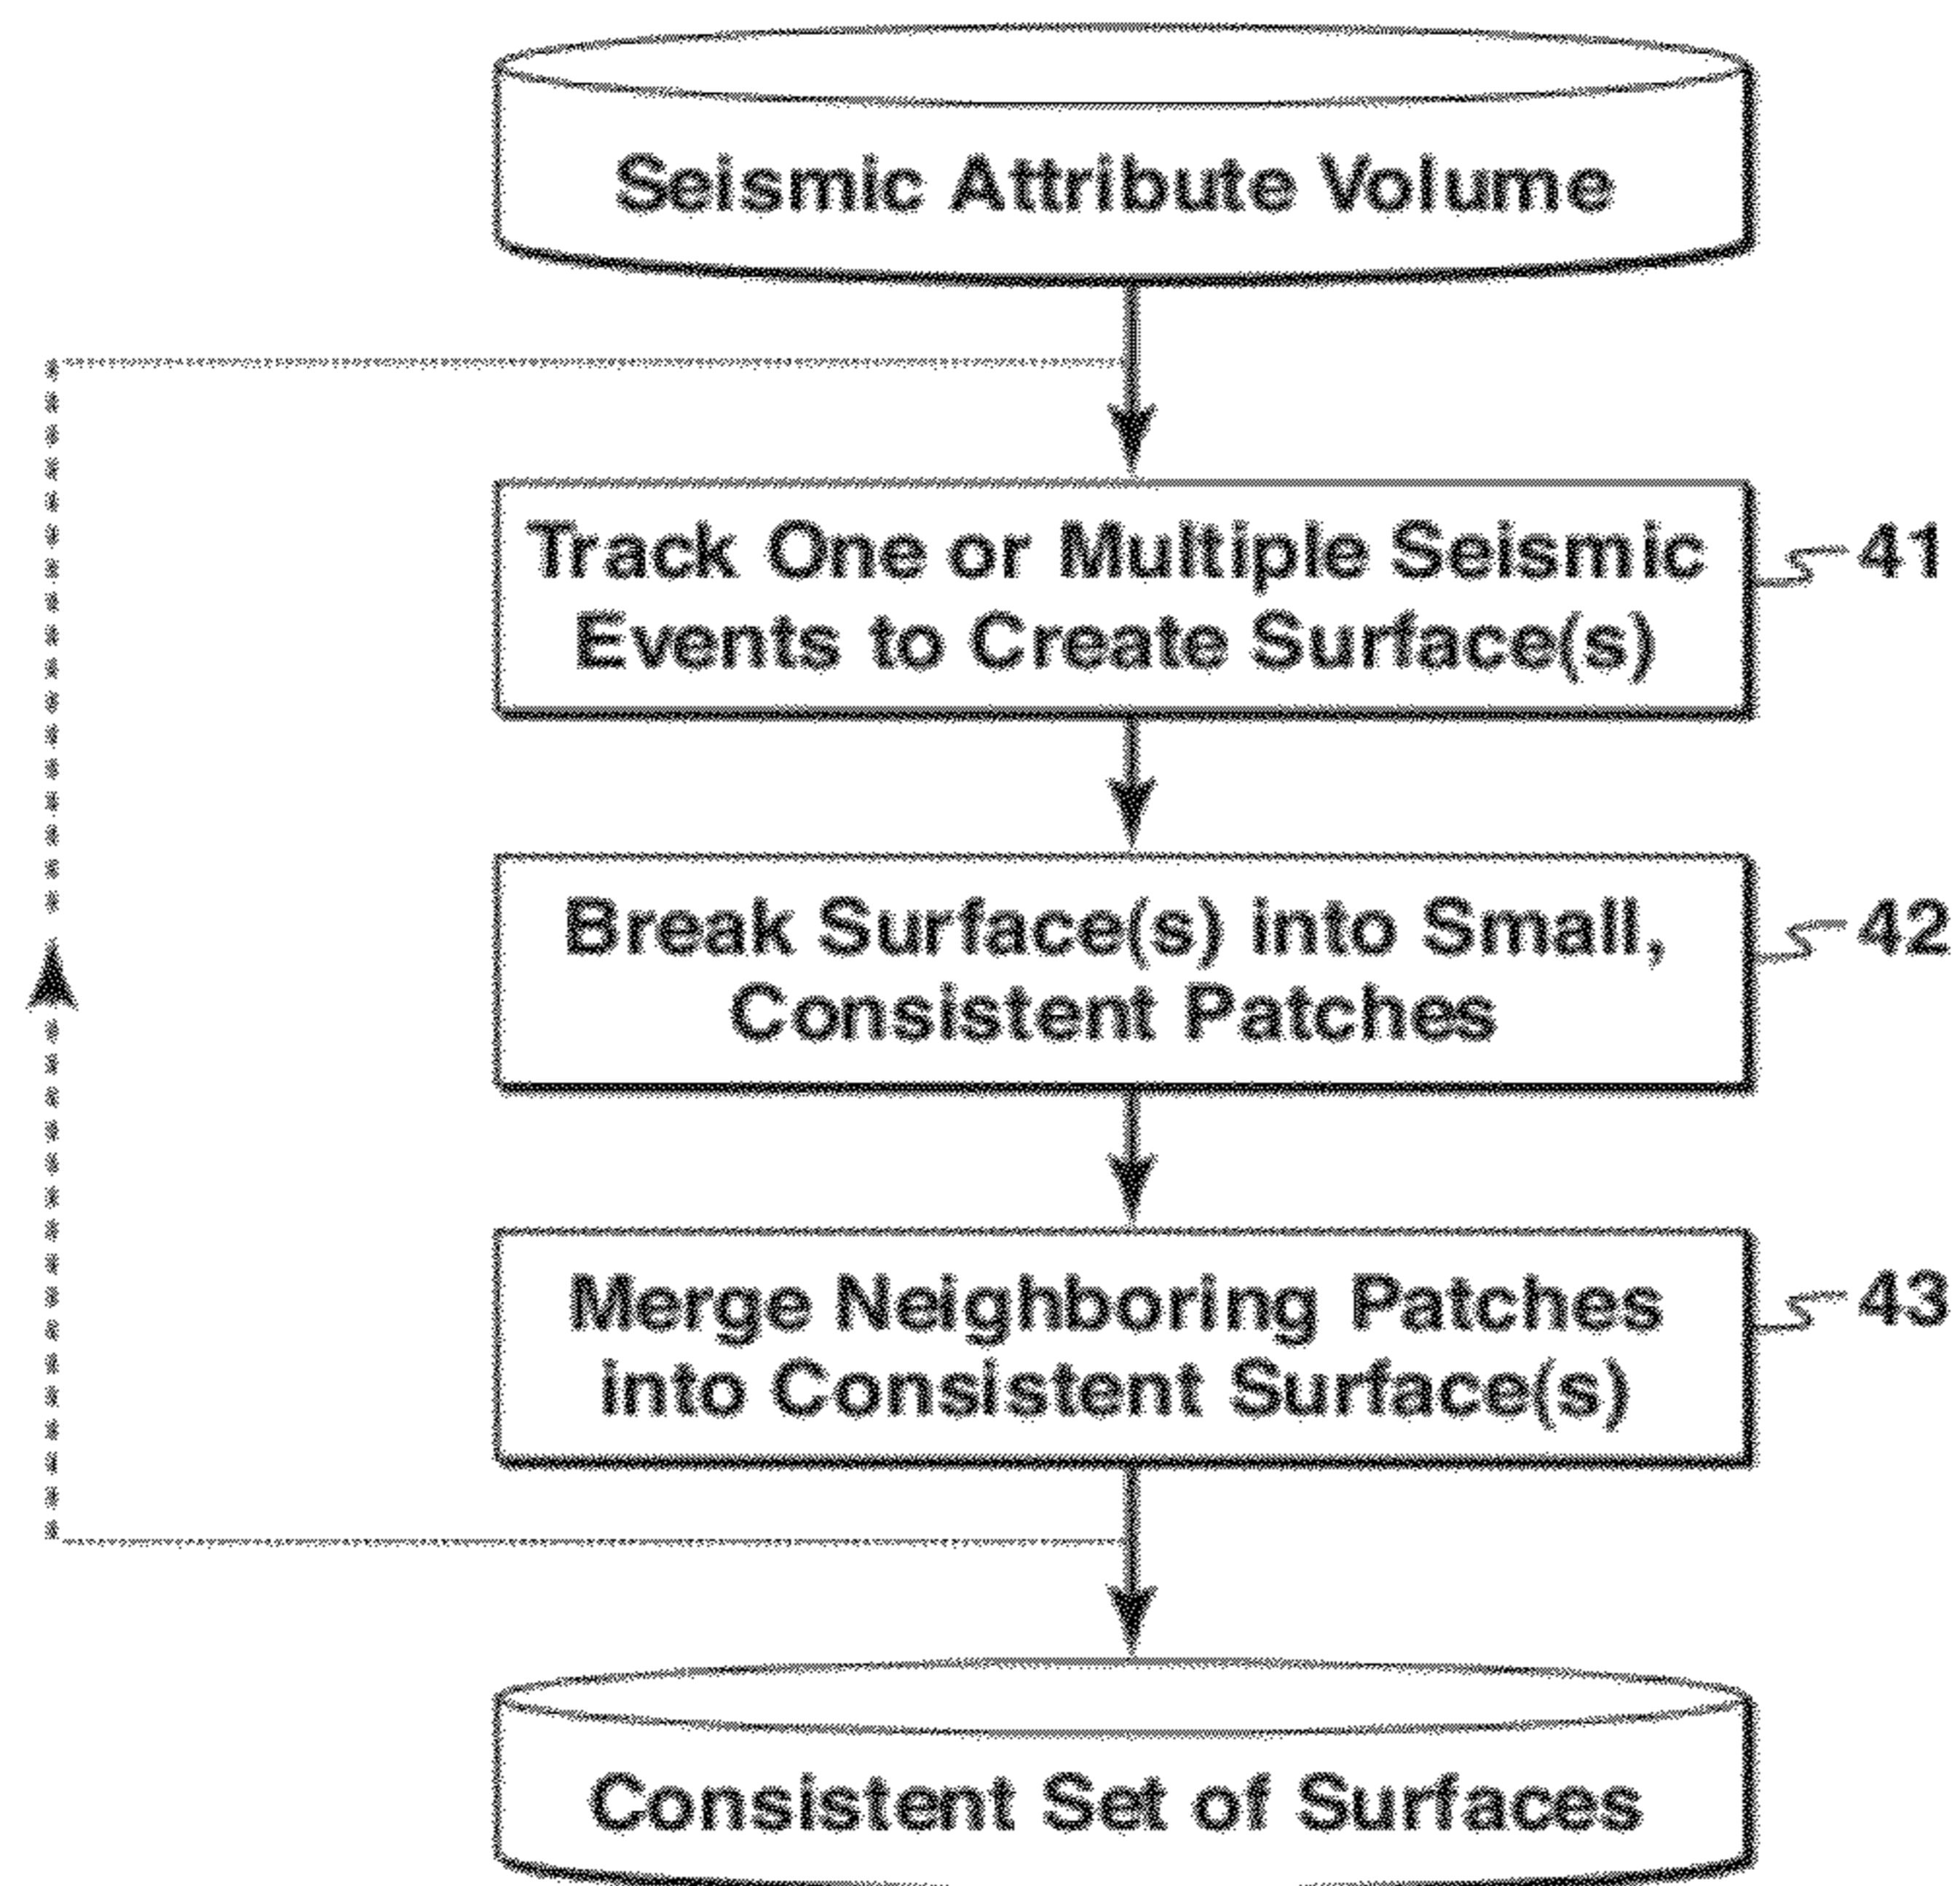 Seismic Attribute Volume
Track One or Multiple Seismic
Events to Create Surface(s)
41
Break Surface(s) into Small,
Consistent Patches
42
Merge Neighboring Patches
into Consistent Surface(s)
43
Consistent Set of Surfaces